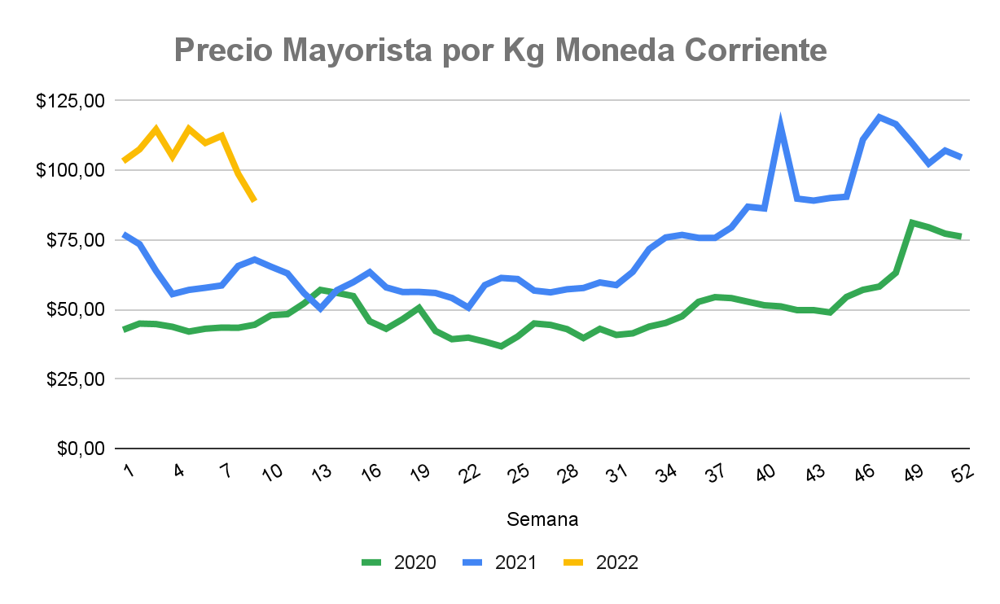 Precio Mayorista por Kg Moneda Corriente
$125,00
$100,00
$75,00
$50,00
$25,00
$0,00
1 4 7 10 13 16 19 22 25 28 31 34 37 40 43 46 49 52
Semana
2020 2021 2022